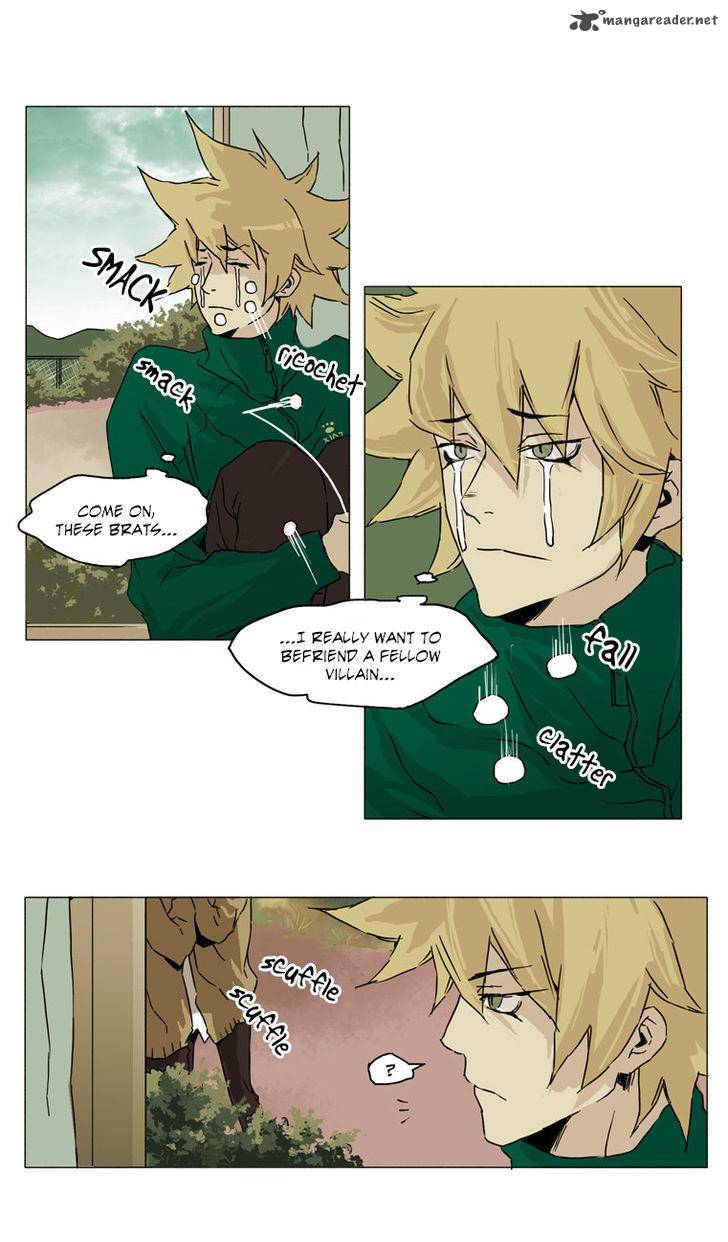 mangareader.net
SMACK
smack
ricochet
COME ON,
THESE BRATS...
...I REALLY WANT TO
BEFRIEND A FELLOW
VILLAIN...
fall
clatter
scuffle
scuffle
?